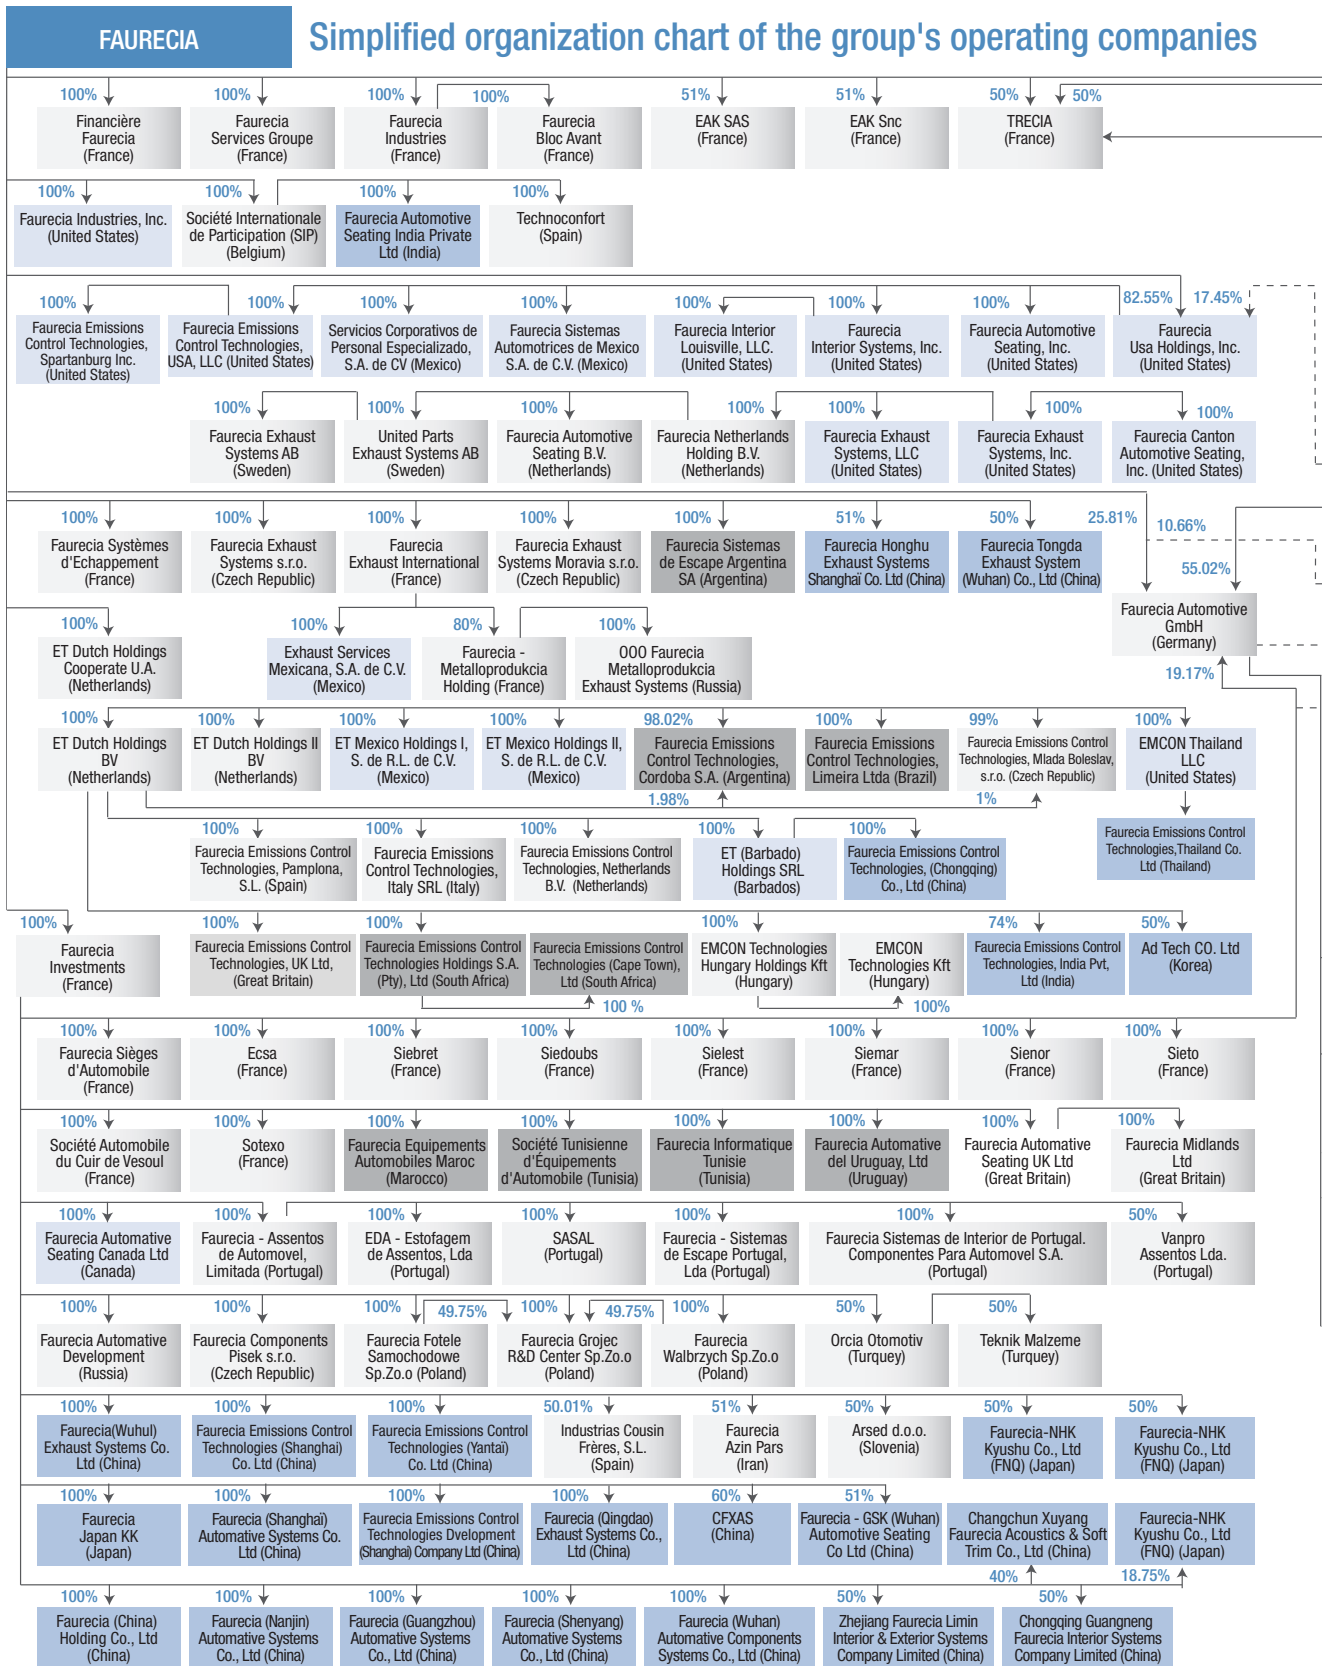 FAURECIA
Simplified organization chart of the group's operating companies
100%
100%
100%
100%
51%
51%
50%
50%
Financière
Faurecia
(France)
Faurecia
Services Groupe
(France)
Faurecia
Industries
(France)
Faurecia
Bloc Avant
(France)
EAK SAS
(France)
EAK Snc
(France)
TRECIA
(France)
100%
100%
100%
100%
Faurecia Industries, Inc.
(United States)
Société Internationale
de Participation (SIP)
(Belgium)
Faurecia Automotive
Seating India Private
Ltd (India)
Technoconfort
(Spain)
100%
100%
100%
100%
100%
100%
100%
82.55%
17.45%
Faurecia Emissions
Control Technologies,
Spartanburg Inc.
(United States)
Faurecia Emissions
Control Technologies,
USA, LLC (United States)
Servicios Corporativos de
Personal Especializado,
S.A. de CV (Mexico)
Faurecia Sistemas
Automotrices de Mexico
S.A. de C.V. (Mexico)
Faurecia Interior
Louisville, LLC.
(United States)
Faurecia
Interior Systems, Inc.
(United States)
Faurecia Automotive
Seating, Inc.
(United States)
Faurecia
Usa Holdings, Inc.
(United States)
100%
100%
100%
100%
100%
100%
100%
Faurecia Exhaust
Systems AB
(Sweden)
United Parts
Exhaust Systems AB
(Sweden)
Faurecia Automotive
Seating B.V.
(Netherlands)
Faurecia Netherlands
Holding B.V.
(Netherlands)
Faurecia Exhaust
Systems, LLC
(United States)
Faurecia Exhaust
Systems, Inc.
(United States)
Faurecia Canton
Automotive Seating,
Inc. (United States)
100%
100%
100%
100%
100%
51%
50%
25.81%
10.66%
55.02%
Faurecia Systèmes
d'Echappement
(France)
Faurecia Exhaust
Systems s.r.o.
(Czech Republic)
Faurecia
Exhaust International
(France)
Faurecia Exhaust
Systems Moravia s.r.o.
(Czech Republic)
Faurecia Sistemas
de Escape Argentina
SA (Argentina)
Faurecia Honghu
Exhaust Systems
Shanghaï Co. Ltd (China)
Faurecia Tongda
Exhaust System
(Wuhan) Co., Ltd (China)
Faurecia Automotive
GmbH
(Germany)
19.17%
100%
100%
80%
100%
ET Dutch Holdings
Cooperate U.A.
(Netherlands)
Exhaust Services
Mexicana, S.A. de C.V.
(Mexico)
Faurecia -
Metalloprodukcia
Holding (France)
OOO Faurecia
Metalloprodukcia
Exhaust Systems (Russia)
100%
100%
100%
100%
98.02%
100%
99%
100%
ET Dutch Holdings
BV
(Netherlands)
ET Dutch Holdings II
BV
(Netherlands)
ET Mexico Holdings I,
S. de R.L. de C.V.
(Mexico)
ET Mexico Holdings II,
S. de R.L. de C.V.
(Mexico)
Faurecia Emissions
Control Technologies,
Cordoba S.A. (Argentina)
Faurecia Emissions
Control Technologies,
Limeira Ltda (Brazil)
Faurecia Emissions Control
Technologies, Mlada Boleslav,
s.r.o. (Czech Republic)
EMCON Thailand
LLC
(United States)
1.98%
1%
100%
100%
100%
100%
100%
Faurecia Emissions Control
Technologies, Pamplona,
S.L. (Spain)
Faurecia Emissions
Control Technologies,
Italy SRL (Italy)
Faurecia Emissions Control
Technologies, Netherlands
B.V. (Netherlands)
ET (Barbado)
Holdings SRL
(Barbados)
Faurecia Emissions Control
Technologies, (Chongqing)
Co., Ltd (China)
Faurecia Emissions Control
Technologies,Thailand Co.
Ltd (Thailand)
100%
100%
100%
100%
74%
50%
Faurecia
Investments
(France)
Faurecia Emissions Control
Technologies, UK Ltd,
(Great Britain)
Faurecia Emissions Control
Technologies Holdings S.A.
(Pty), Ltd (South Africa)
Faurecia Emissions Control
Technologies (Cape Town),
Ltd (South Africa)
EMCON Technologies
Hungary Holdings Kft
(Hungary)
EMCON
Technologies Kft
(Hungary)
Faurecia Emissions Control
Technologies, India Pvt,
Ltd (India)
Ad Tech CO. Ltd
(Korea)
100 %
100%
100%
100%
100%
100%
100%
100%
100%
100%
Faurecia Sièges
d'Automobile
(France)
Ecsa
(France)
Siebret
(France)
Siedoubs
(France)
Sielest
(France)
Siemar
(France)
Sienor
(France)
Sieto
(France)
100%
100%
100%
100%
100%
100%
100%
100%
Société Automobile
du Cuir de Vesoul
(France)
Sotexo
(France)
Faurecia Equipements
Automobiles Maroc
(Marocco)
Société Tunisienne
d'Équipements
d'Automobile (Tunisia)
Faurecia Informatique
Tunisie
(Tunisia)
Faurecia Automative
del Uruguay, Ltd
(Uruguay)
Faurecia Automative
Seating UK Ltd
(Great Britain)
Faurecia Midlands
Ltd
(Great Britain)
100%
100%
100%
100%
100%
100%
50%
Faurecia Automative
Seating Canada Ltd
(Canada)
Faurecia - Assentos
de Automovel,
Limitada (Portugal)
EDA - Estofagem
de Assentos, Lda
(Portugal)
SASAL
(Portugal)
Faurecia - Sistemas
de Escape Portugal,
Lda (Portugal)
Faurecia Sistemas de Interior de Portugal.
Componentes Para Automovel S.A.
(Portugal)
Vanpro
Assentos Lda.
(Portugal)
100%
100%
100%
49.75%
100%
49.75%
100%
50%
50%
Faurecia Automative
Development
(Russia)
Faurecia Components
Pisek s.r.o.
(Czech Republic)
Faurecia Fotele
Samochodowe
Sp.Zo.o (Poland)
Faurecia Grojec
R&D Center Sp.Zo.o
(Poland)
Faurecia
Walbrzych Sp.Zo.o
(Poland)
Orcia Otomotiv
(Turquey)
Teknik Malzeme
(Turquey)
100%
100%
100%
50.01%
51%
50%
50%
50%
Faurecia(Wuhul)
Exhaust Systems Co.
Ltd (China)
Faurecia Emissions Control
Technologies (Shanghai)
Co. Ltd (China)
Faurecia Emissions Control
Technologies (Yantaï)
Co. Ltd (China)
Industrias Cousin
Frères, S.L.
(Spain)
Faurecia
Azin Pars
(Iran)
Arsed d.o.o.
(Slovenia)
Faurecia-NHK
Kyushu Co., Ltd
(FNQ) (Japan)
Faurecia-NHK
Kyushu Co., Ltd
(FNQ) (Japan)
100%
100%
100%
100%
60%
51%
Faurecia
Japan KK
(Japan)
Faurecia (Shanghaï)
Automative Systems Co.
Ltd (China)
Faurecia Emissions Control
Technologies Dvelopment
(Shanghai) Company Ltd (China)
Faurecia (Qingdao)
Exhaust Systems Co.,
Ltd (China)
CFXAS
(China)
Faurecia - GSK (Wuhan)
Automotive Seating
Co Ltd (China)
Changchun Xuyang
Faurecia Acoustics & Soft
Trim Co., Ltd (China)
Faurecia-NHK
Kyushu Co., Ltd
(FNQ) (Japan)
40%
18.75%
100%
100%
100%
100%
100%
50%
50%
Faurecia (China)
Holding Co., Ltd
(China)
Faurecia (Nanjin)
Automative Systems
Co., Ltd (China)
Faurecia (Guangzhou)
Automative Systems
Co., Ltd (China)
Faurecia (Shenyang)
Automative Systems
Co., Ltd (China)
Faurecia (Wuhan)
Automative Components
Systems Co., Ltd (China)
Zhejiang Faurecia Limin
Interior & Exterior Systems
Company Limited (China)
Chongqing Guangneng
Faurecia Interior Systems
Company Limited (China)